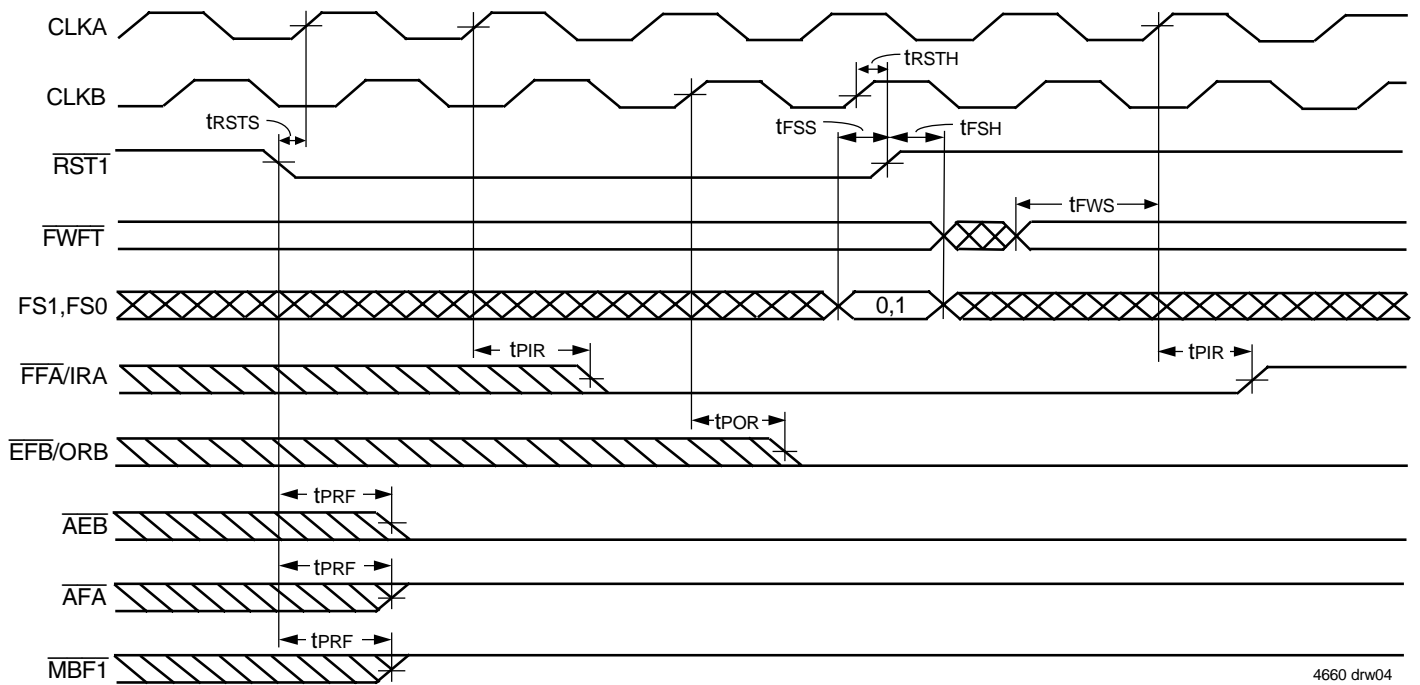 CLKA
tRSTH
CLKB
tRSTS
tFSS
tFSH
RST1
tFWS
FWFT
FS1,FS0
0,1
tPIR
tPIR
FFA/IRA
tPOR
EFB/ORB
tPRF
AEB
tPRF
AFA
tPRF
MBF1
4660 drw04